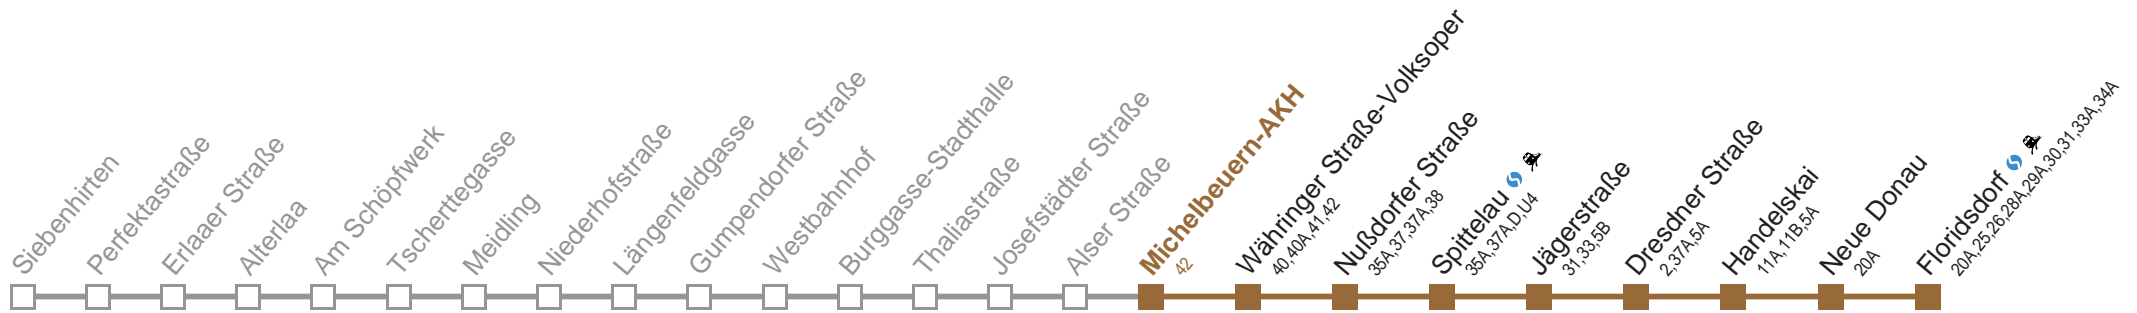 Siebenhirten
Perfektastraße
Erlaaer Straße
Alterlaa
Am Schöpfwerk
Tscherttegasse
Meidling
Niederhofstraße
Längenfeldgasse
Gumpendorfer Straße
Westbahnhof
Burggasse-Stadthalle
Thaliastraße
Josefstädter Straße
Alser Straße
Michelbeuern-AKH
42
Währinger Straße-Volksoper
40,40A,41,42
Nußdorfer Straße
35A,37,37A,38
Spittelau
35A,37A,D,U4
Jägerstraße
31,33,5B
Dresdner Straße
2,37A,5A
Handelskai
11A,11B,5A
Neue Donau
20A
Floridsdorf
20A,25,26,28A,29A,30,31,33A,34A